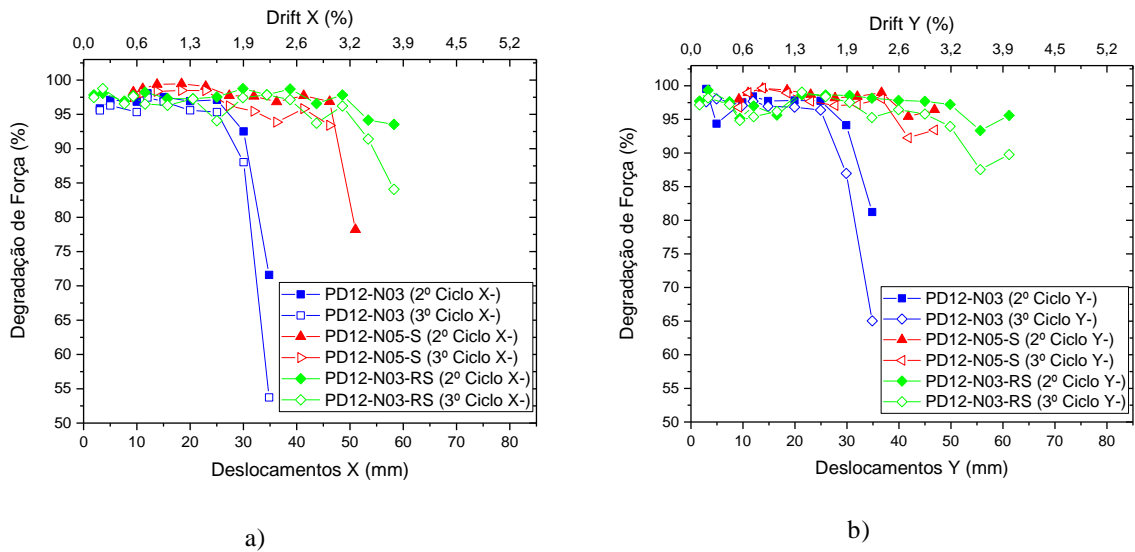 Drift X (%)
0,0 0,6 1,3 1,9 2,6 3,2 3,9 4,5 5,2
100
95
90
85
80
75
70
65
60
55
50
Degradação de Força (%)
PD12-N03 (2º Ciclo X-)
PD12-N03 (3º Ciclo X-)
PD12-N05-S (2º Ciclo X-)
PD12-N05-S (3º Ciclo X-)
PD12-N03-RS (2º Ciclo X-)
PD12-N03-RS (3º Ciclo X-)
0 10 20 30 40 50 60 70 80
Deslocamentos X (mm)
a)
Drift Y (%)
0,0 0,6 1,3 1,9 2,6 3,2 3,9 4,5 5,2
100
95
90
85
80
75
70
65
60
55
50
Degradação de Força (%)
PD12-N03 (2º Ciclo Y-)
PD12-N03 (3º Ciclo Y-)
PD12-N05-S (2º Ciclo Y-)
PD12-N05-S (3º Ciclo Y-)
PD12-N03-RS (2º Ciclo Y-)
PD12-N03-RS (3º Ciclo Y-)
0 10 20 30 40 50 60 70 80
Deslocamentos Y (mm)
b)